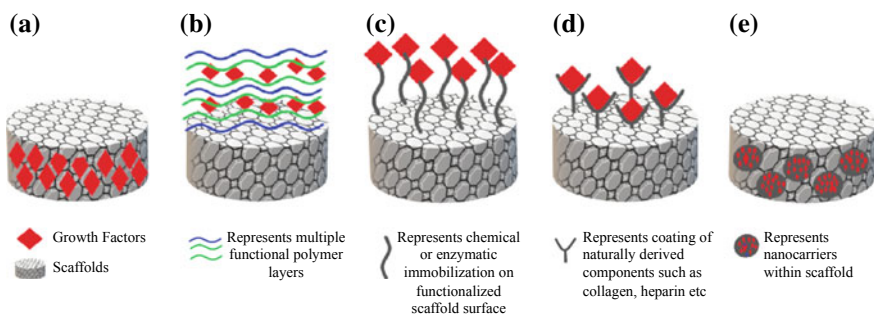 (a)
(b)
(c)
(d)
(e)
Growth Factors
Scaffolds
Represents multiple
functional polymer
layers
Represents chemical
or enzymatic
immobilization on
functionalized
scaffold surface
Represents coating of
naturally derived
components such as
collagen, heparin etc
Represents
nanocarriers
within scaffold